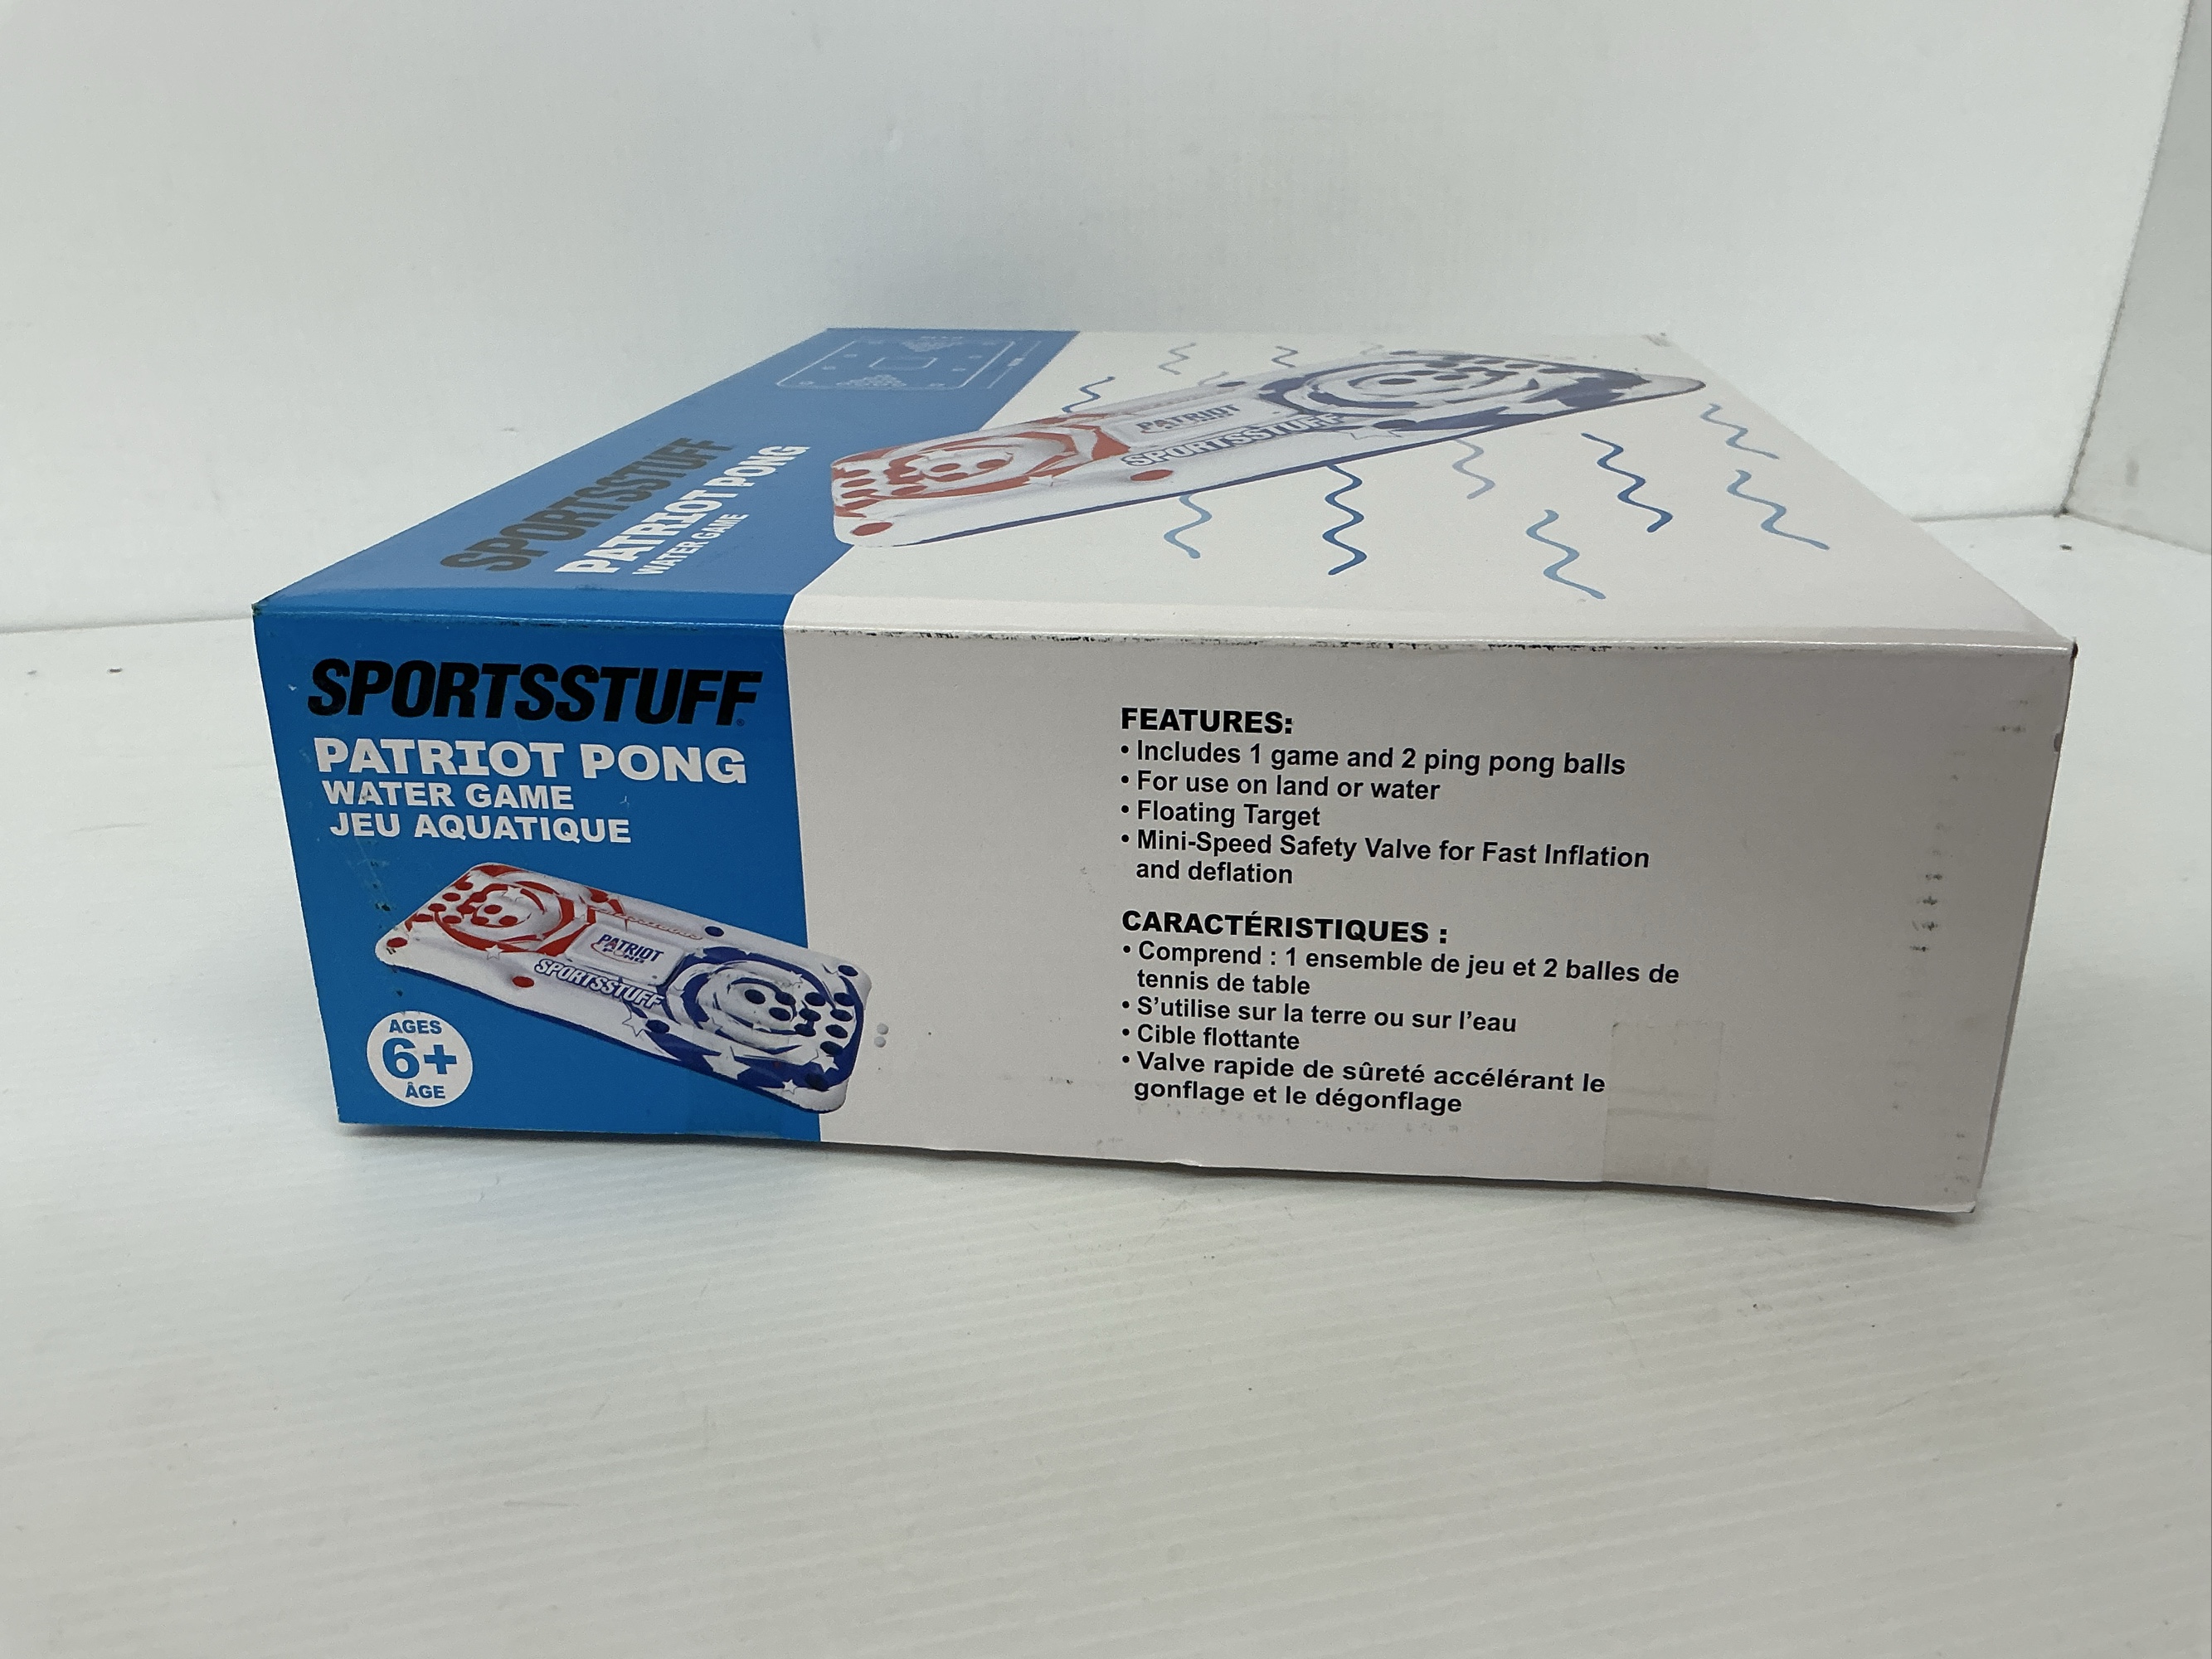 SPORTSSTUFF
PATRIOT PONG
WATER GAME
PATRIOT
SPORTSSTUFF
SPORTSSTUFF®
PATRIOT PONG
WATER GAME
JEU AQUATIQUE
PATRIOT
PONG
SPORTSSTUFF
AGES
6+
ÂGE
FEATURES:
• Includes 1 game and 2 ping pong balls
• For use on land or water
• Floating Target
• Mini-Speed Safety Valve for Fast Inflation
and deflation
CARACTÉRISTIQUES :
• Comprend : 1 ensemble de jeu et 2 balles de
tennis de table
• S'utilise sur la terre ou sur l'eau
• Cible flottante
• Valve rapide de sûreté accélérant le
gonflage et le dégonflage